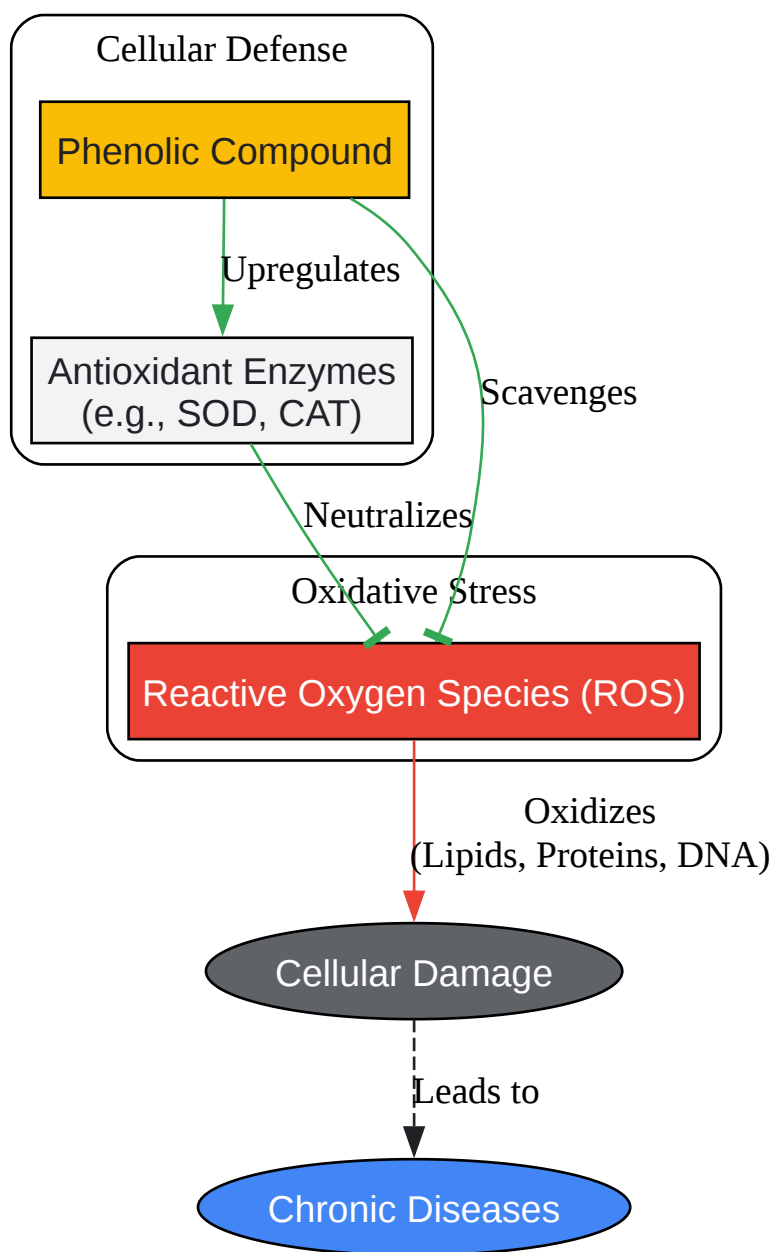 Cellular Defense
Phenolic Compound
Upregulates
Antioxidant Enzymes
(e.g., SOD, CAT)
Scavenges
Neutralizes
Oxidative Stress
Reactive Oxygen Species (ROS)
Oxidizes
(Lipids, Proteins, DNA)
Cellular Damage
Leads to
Chronic Diseases